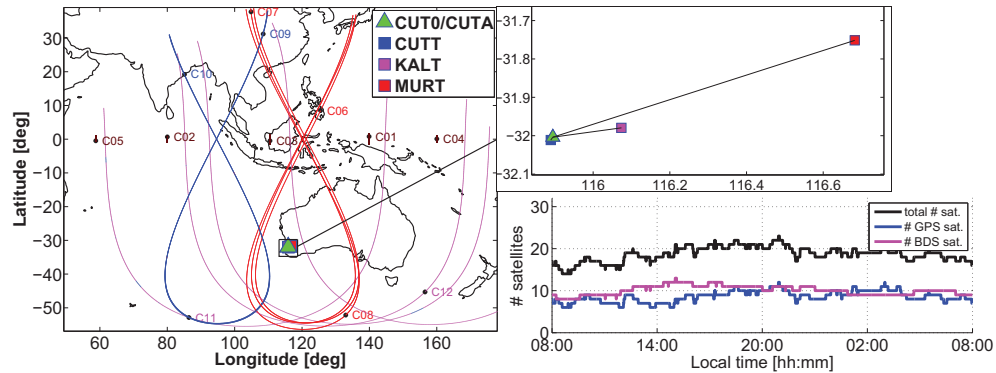 CUT0/CUTA
CUTT
KALT
MURT
C07
C09
C10
C06
C05
C02
C03
C01
C04
C12
C11
C08
30
20
10
0
−10
−20
−30
−40
−50
Latitude [deg]
60 80 100 120 140 160
Longitude [deg]
−31.7
−31.8
−31.9
−32
−32.1
116 116.2 116.4 116.6
total # sat.
# GPS sat.
# BDS sat.
30
20
10
0
# satellites
08:00 14:00 20:00 02:00 08:00
Local time [hh:mm]